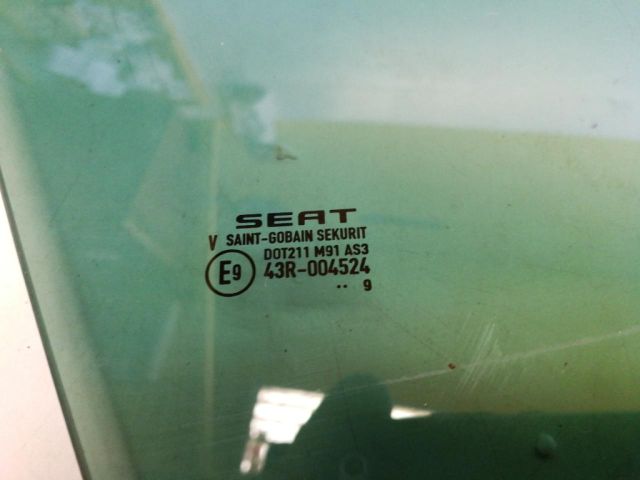 SEAT
V SAINT-GOBAIN SEKURIT
DOT211 M91 AS3
E9 43R-004524
·· 9